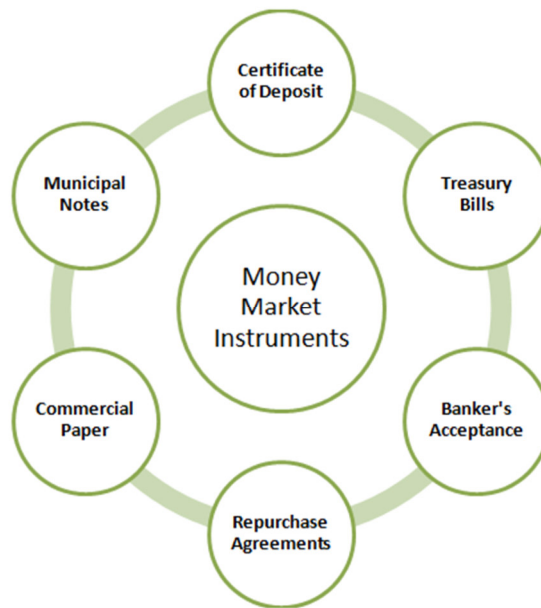 Certificate
of Deposit
Treasury
Bills
Banker's
Acceptance
Repurchase
Agreements
Commercial
Paper
Municipal
Notes
Money
Market
Instruments